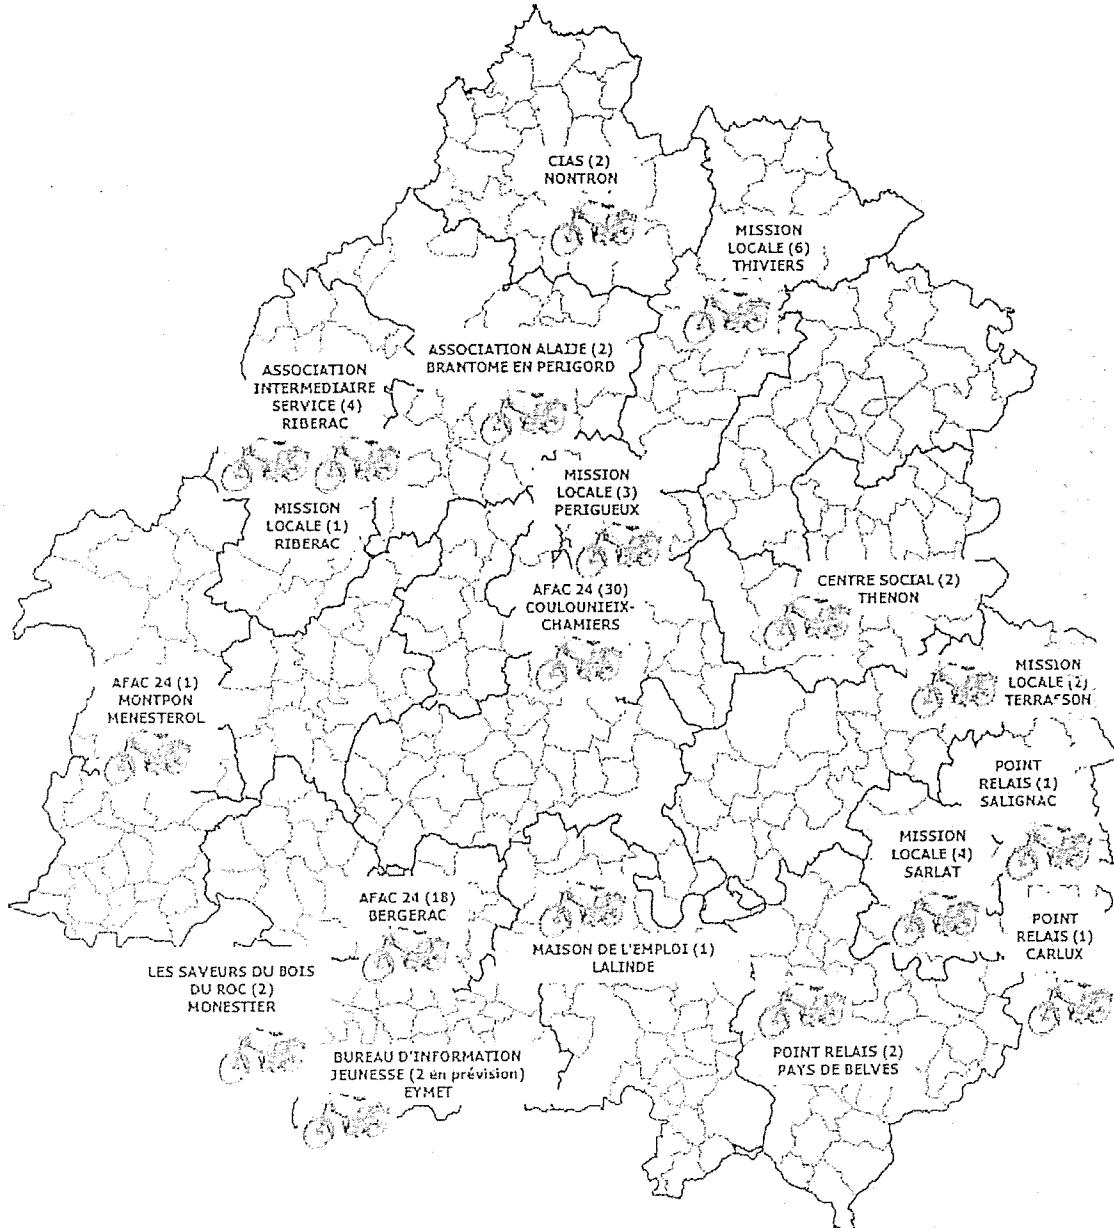 CIAS (2)
NONTRON
MISSION
LOCALE (6)
THIVIERS
ASSOCIATION ALAIJE (2)
BRANTOME EN PERIGORD
ASSOCIATION
INTERMEDIAIRE
SERVICE (4)
RIBERAC
MISSION
LOCALE (3)
PERIGUEUX
MISSION
LOCALE (1)
RIBERAC
AFAC 24 (30)
COULOUNIEIX-
CHAMIERS
CENTRE SOCIAL (2)
THENON
AFAC 24 (1)
MONTPON
MENESTEROL
MISSION
LOCALE (2)
TERRASSON
POINT
RELAIS (1)
SALIGNAC
MISSION
LOCALE (4)
SARLAT
AFAC 24 (18)
BERGERAC
MAISON DE L'EMPLOI (1)
LALINDE
POINT
RELAIS (1)
CARLUX
LES SAVEURS DU BOIS
DU ROC (2)
MONESTIER
BUREAU D'INFORMATION
JEUNESSE (2 en prévision)
EYMET
POINT RELAIS (2)
PAYS DE BELVES